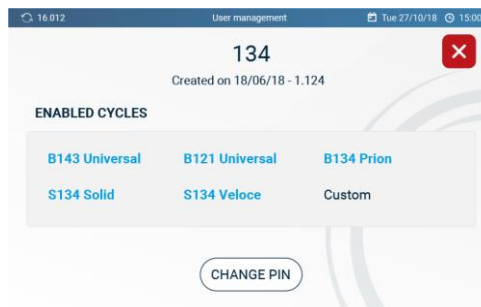 16.012 User management Tue 27/10/18 15:00
134
Created on 18/06/18 - 1.124
ENABLED CYCLES
B143 Universal B121 Universal B134 Prion
S134 Solid S134 Veloce Custom
CHANGE PIN